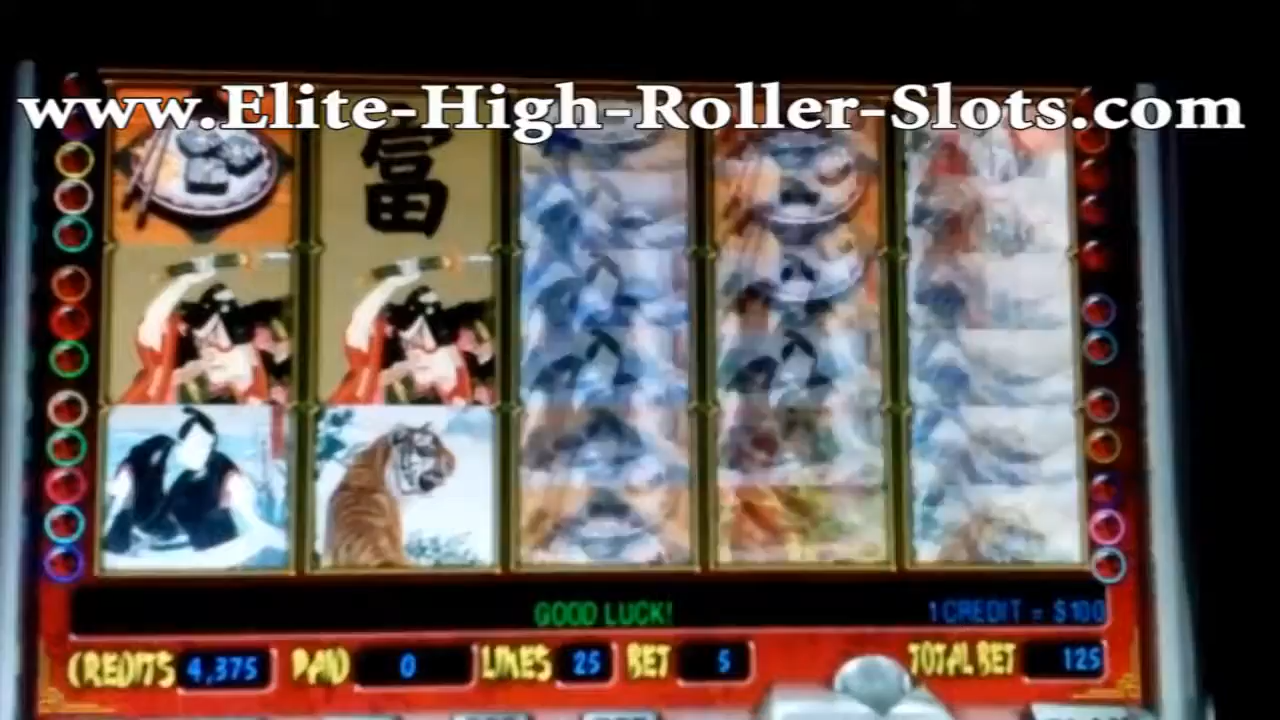 www.Elite-High-Roller-Slots.com
富
GOOD LUCK! 1 CREDIT = $100
CREDITS 4,375 PAID 0 LINES 25 BET 5 TOTAL BET 125